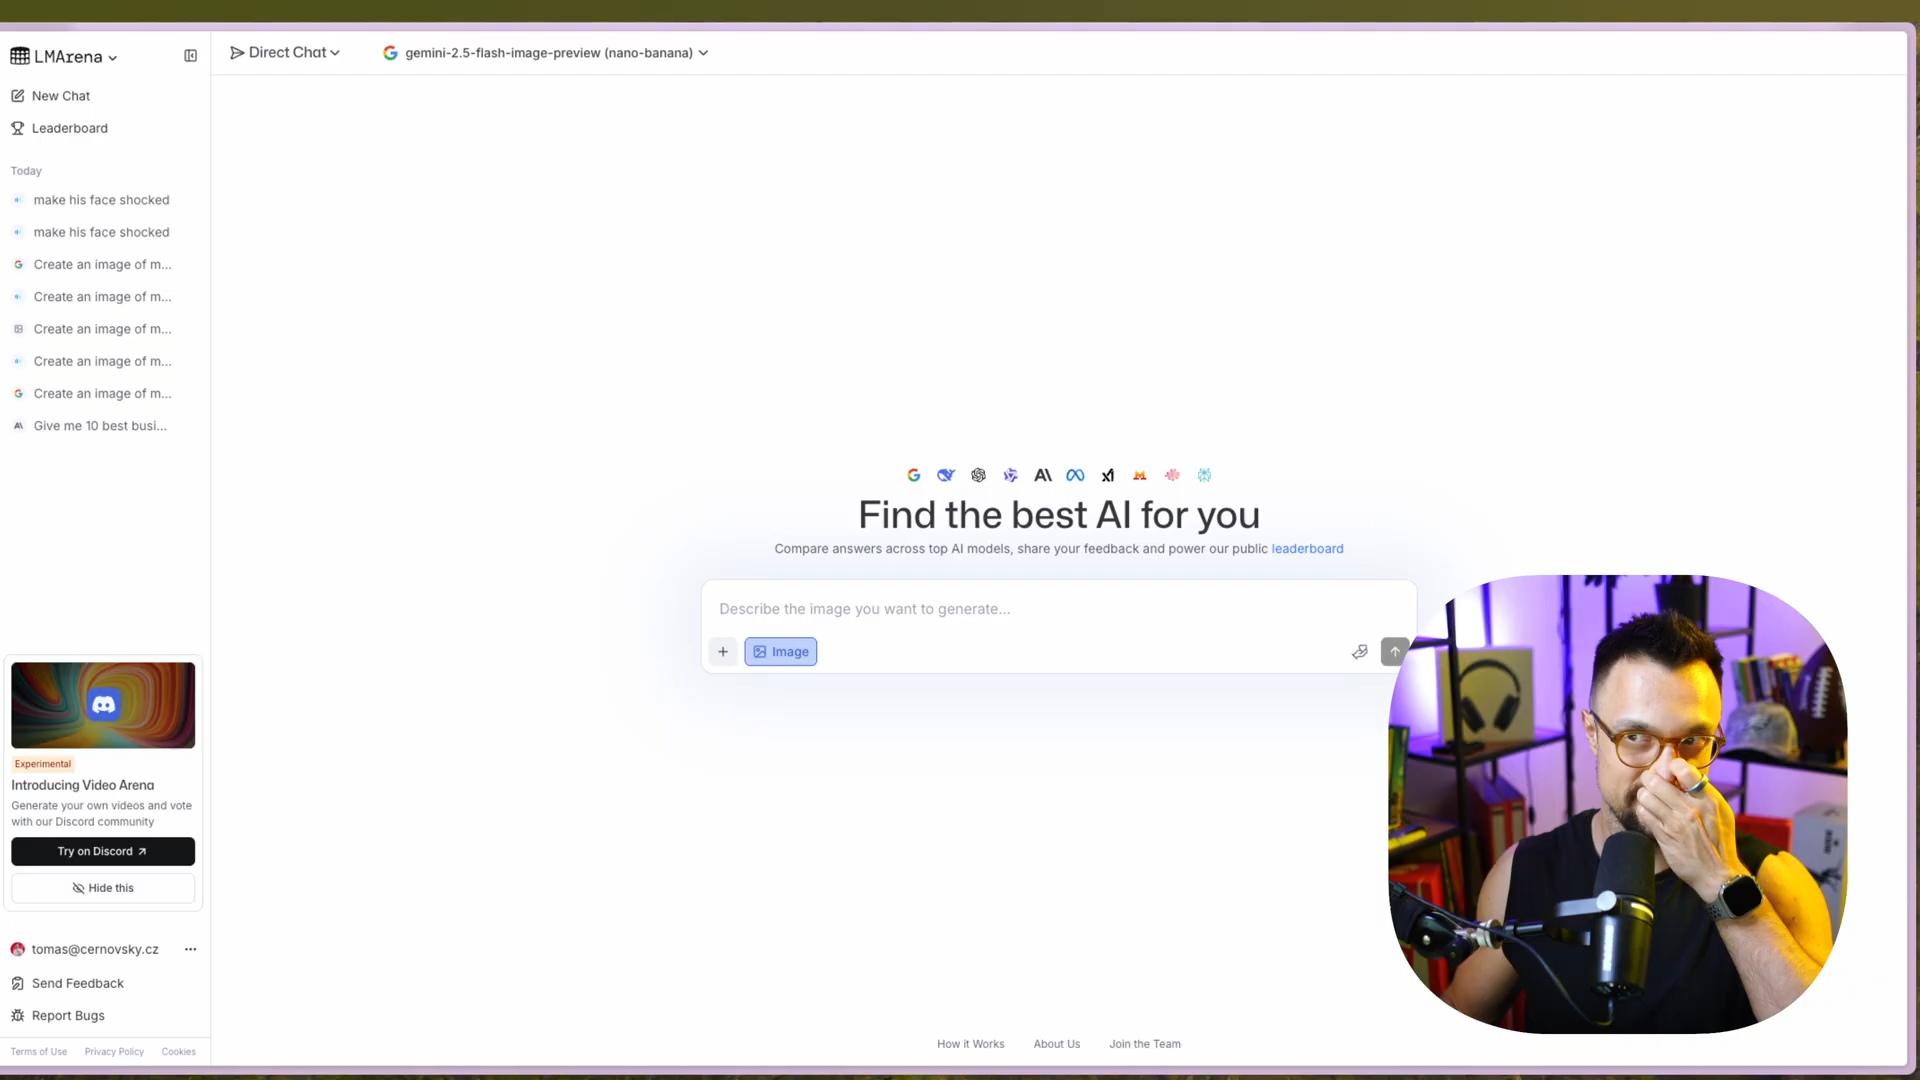 LMArena
Direct Chat
gemini-2.5-flash-image-preview (nano-banana)
New Chat
Leaderboard
Today
make his face shocked
make his face shocked
Create an image of m...
Create an image of m...
Create an image of m...
Create an image of m...
Create an image of m...
Give me 10 best busi...
Find the best AI for you
Compare answers across top AI models, share your feedback and power our public leaderboard
Describe the image you want to generate...
Image
Experimental
Introducing Video Arena
Generate your own videos and vote
with our Discord community
Try on Discord
Hide this
tomas@cernovsky.cz
Send Feedback
Report Bugs
Terms of Use
Privacy Policy
Cookies
How it Works
About Us
Join the Team